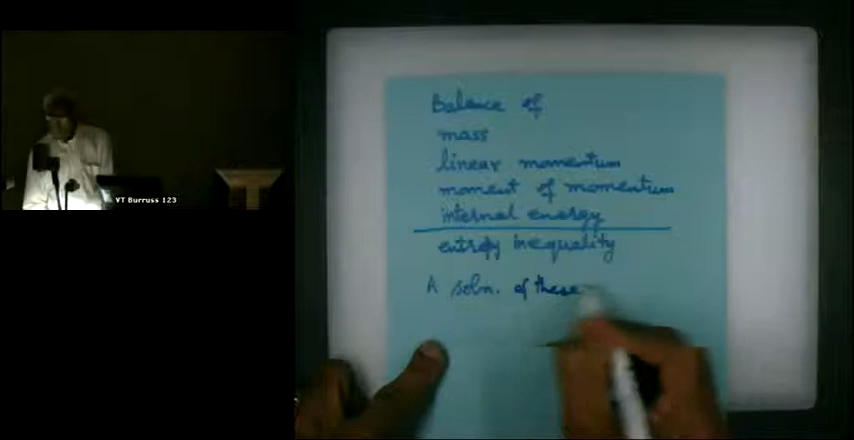 VT Burruss 123
Balance of
mass
linear momentum
moment of momentum
internal energy
entropy inequality
A soln. of these